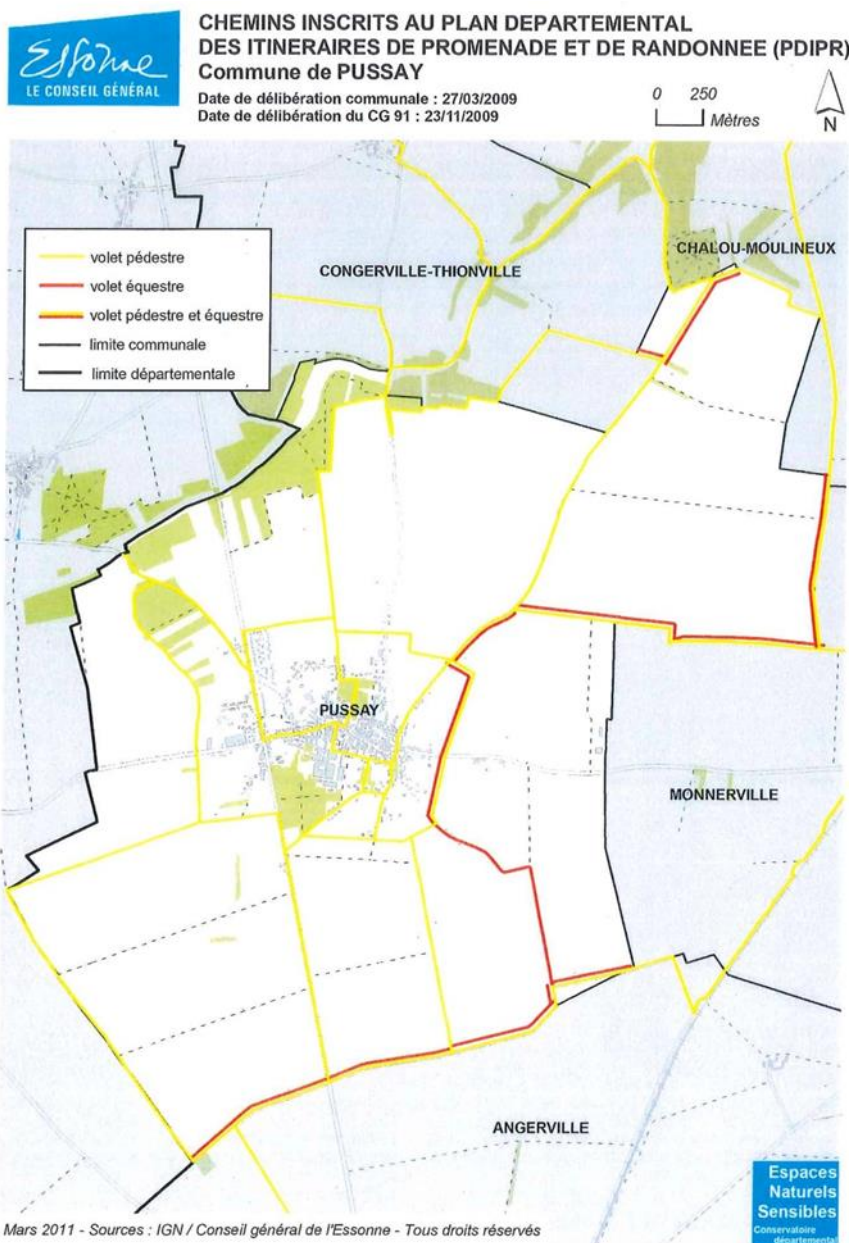 Essonne
LE CONSEIL GÉNÉRAL
CHEMINS INSCRITS AU PLAN DEPARTEMENTAL
DES ITINERAIRES DE PROMENADE ET DE RANDONNEE (PDIPR)
Commune de PUSSAY
Date de délibération communale : 27/03/2009
Date de délibération du CG 91 : 23/11/2009
0 250
Mètres
N
volet pédestre
volet équestre
volet pédestre et équestre
limite communale
limite départementale
CONGERVILLE-THIONVILLE
CHALOU-MOULINEUX
PUSSAY
MONNERVILLE
ANGERVILLE
Espaces
Naturels
Sensibles
Conservatoire
départemental
Mars 2011 - Sources : IGN / Conseil général de l'Essonne - Tous droits réservés